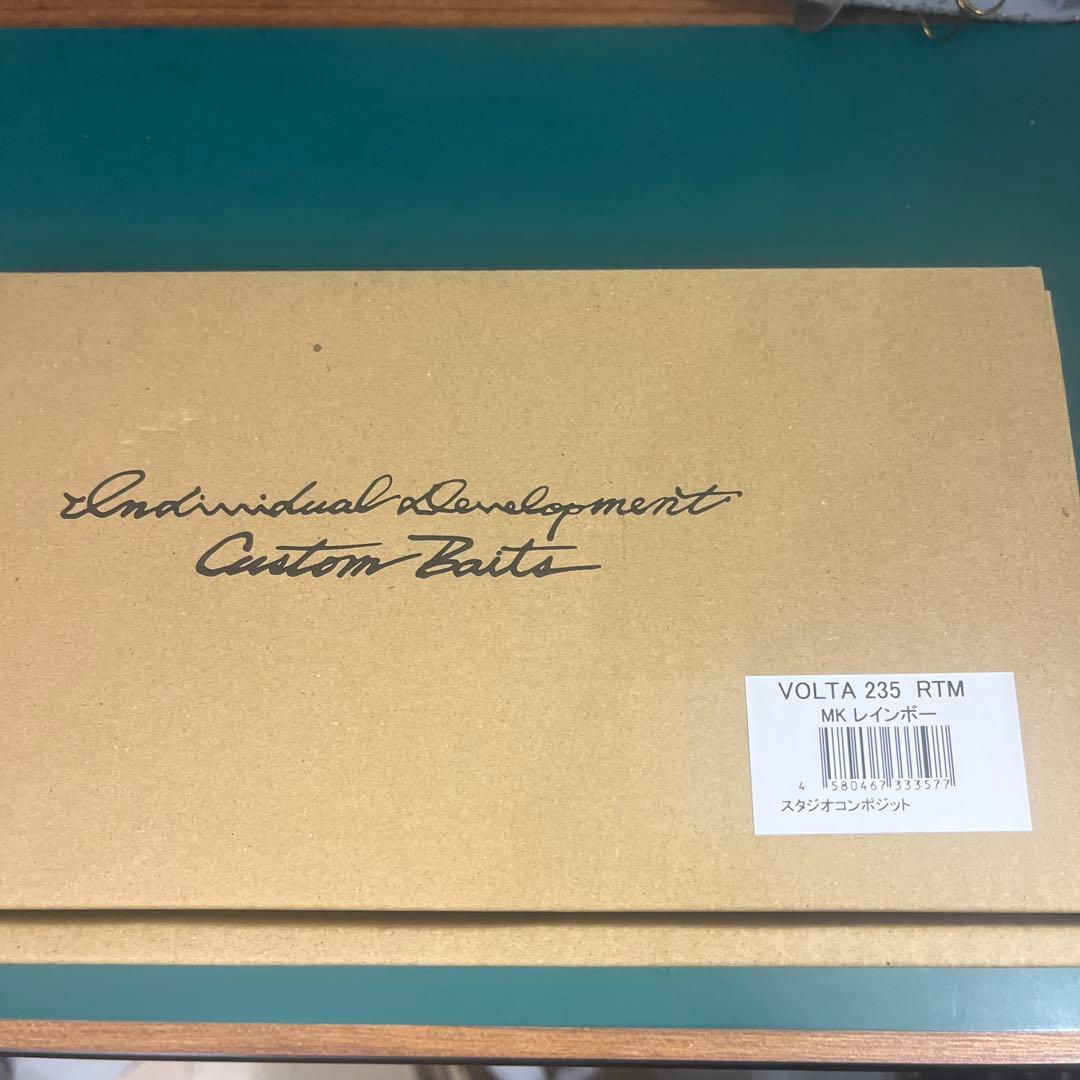 Individual Development
Custom Baits
VOLTA 235 RTM
MK レインボー
4 580467 333577
スタジオコンポジット